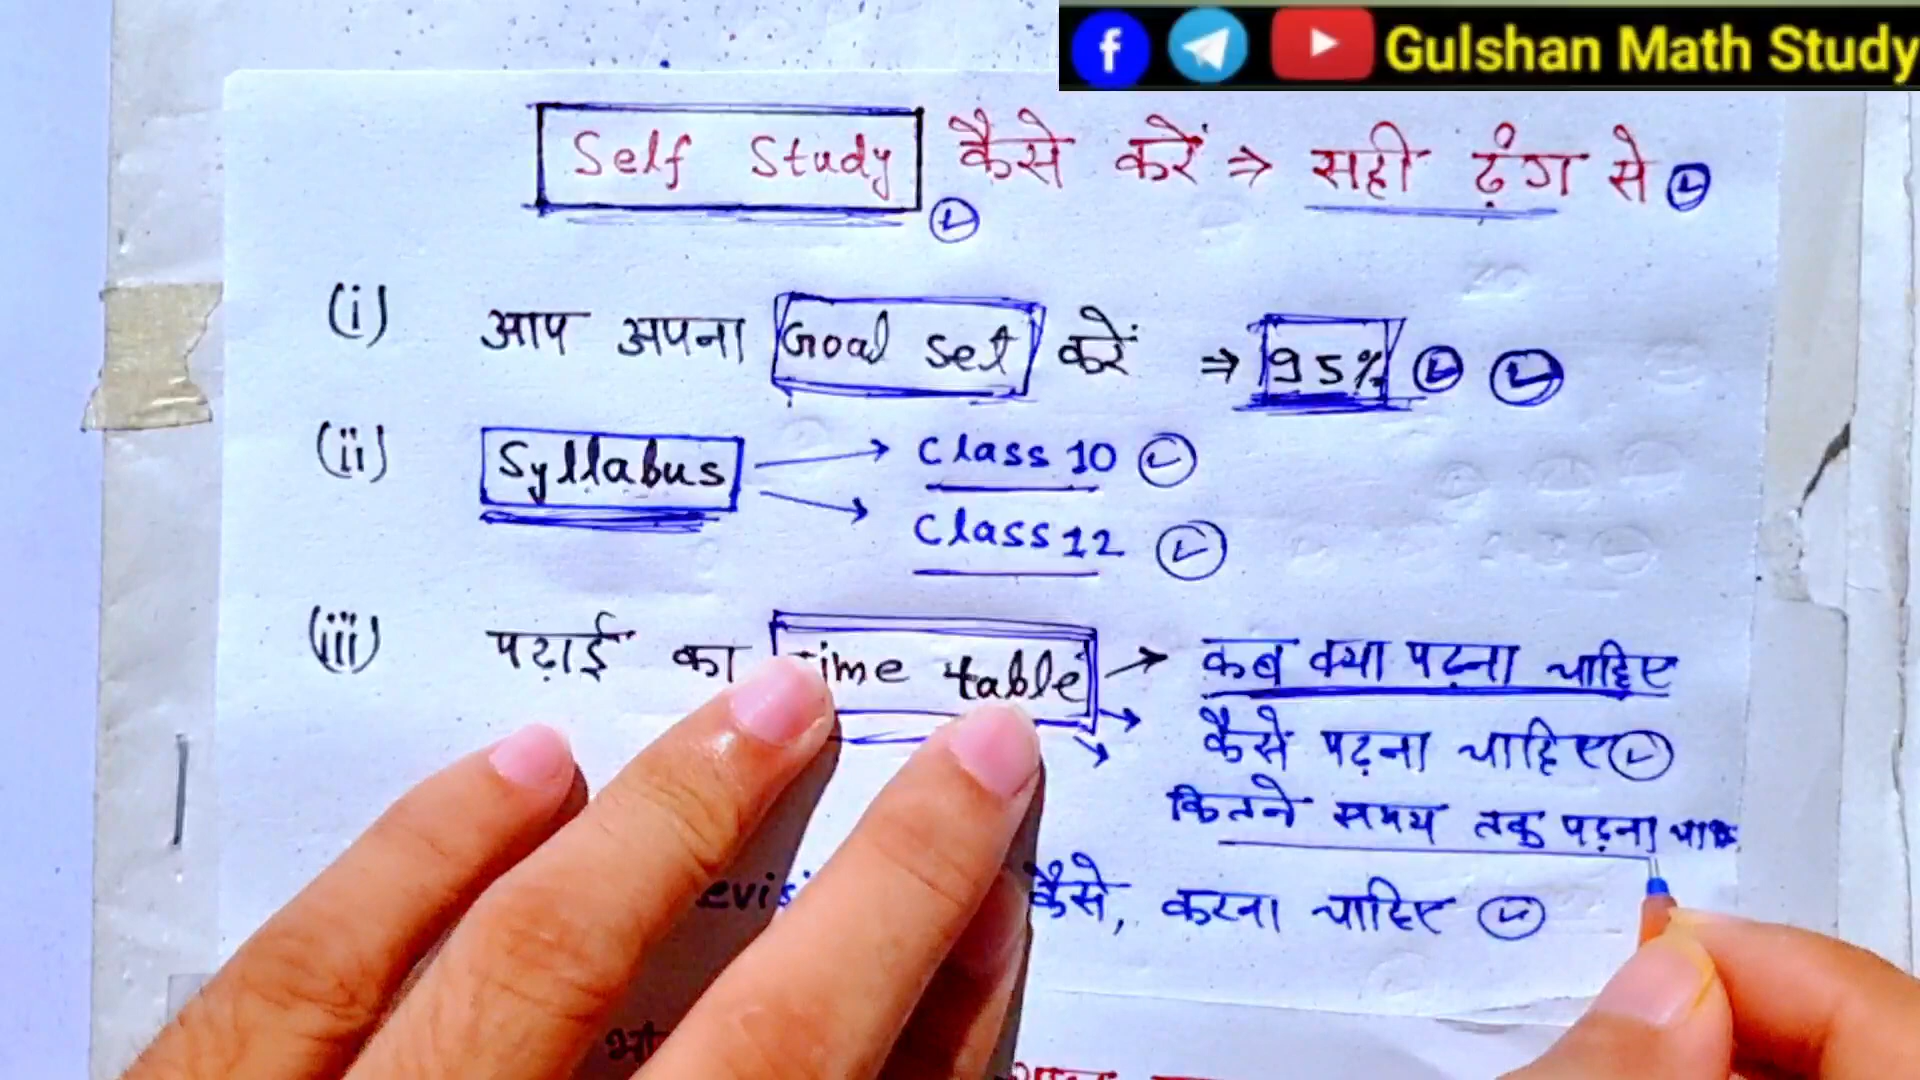 Gulshan Math Study
Self Study कैसे करें ⇒ सही ढ़ंग से
(i) आप अपना Goal Set करें ⇒ 95%
(ii) Syllabus → Class 10
→ Class 12
(iii) पढ़ाई का Time table → कब क्या पढ़ना चाहिए
→ कैसे पढ़ना चाहिए
→ कितने समय तक पढ़ना
कैसे, करना चाहिए